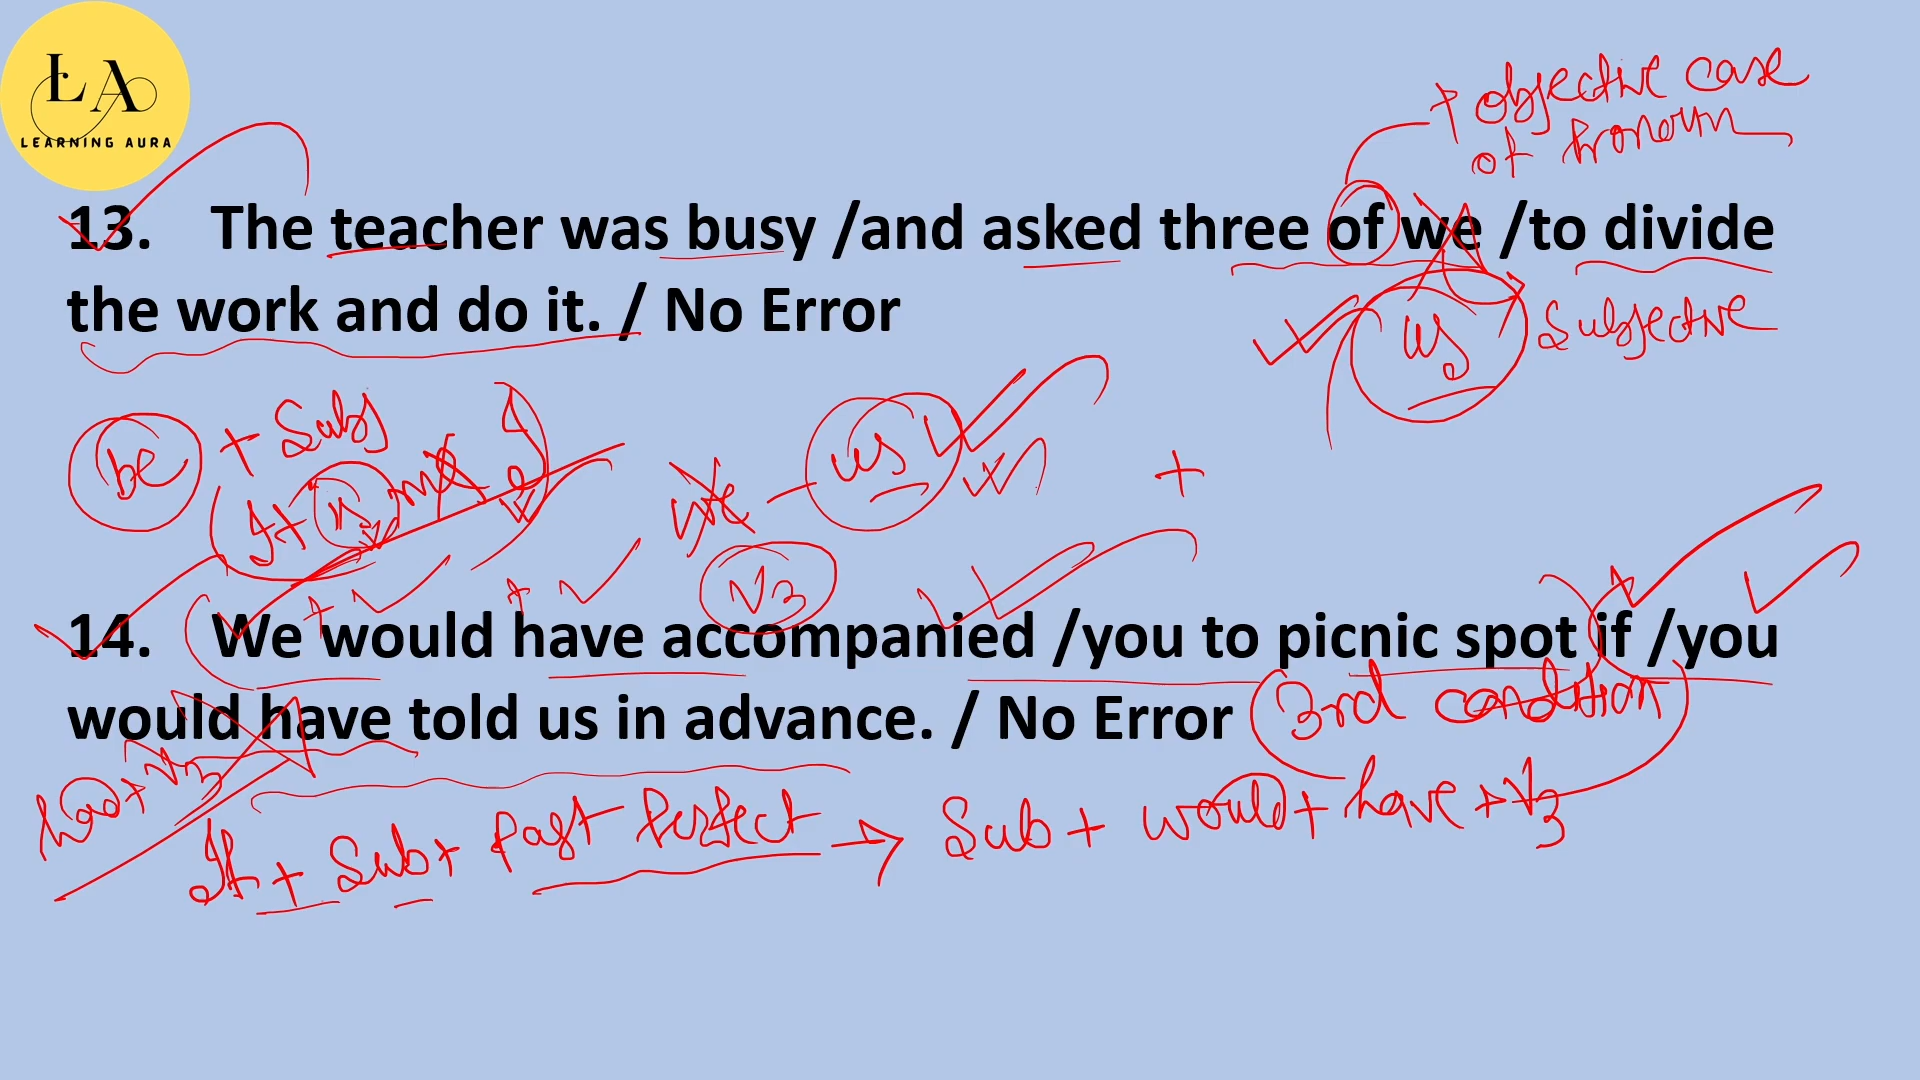 LA
LEARNING AURA
+ objective case
of Pronoun
13. The teacher was busy /and asked three of we /to divide
the work and do it. / No Error
us
Subjective
be + Subj
us
+
V3
14. We would have accompanied /you to picnic spot if /you
would have told us in advance. / No Error
3rd condition
had+V3
If + Sub + Past Perfect → Sub + would + have + V3